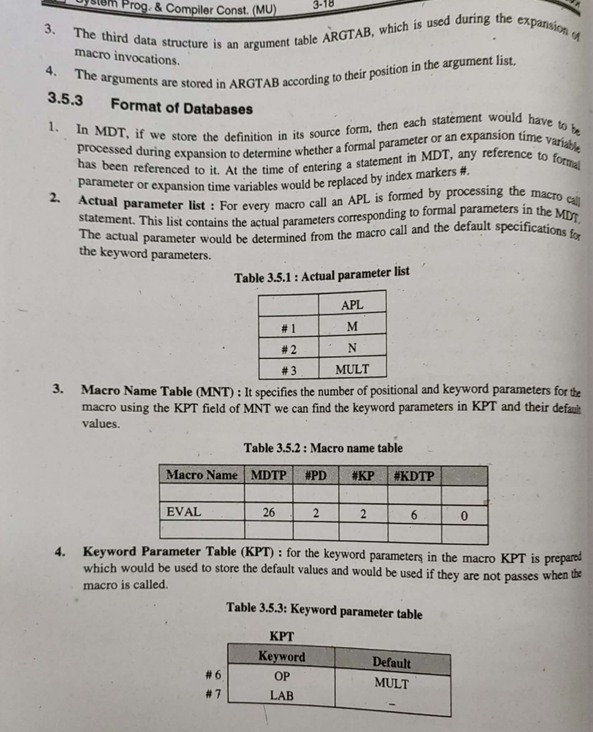 System Prog. & Compiler Const. (MU) 3-18
3. The third data structure is an argument table ARGTAB, which is used during the expansion of
macro invocations.
4. The arguments are stored in ARGTAB according to their position in the argument list.
3.5.3 Format of Databases
1. In MDT, if we store the definition in its source form, then each statement would have to be
processed during expansion to determine whether a formal parameter or an expansion time variable
has been referenced to it. At the time of entering a statement in MDT, any reference to formal
parameter or expansion time variables would be replaced by index markers #.
2. Actual parameter list : For every macro call an APL is formed by processing the macro call
statement. This list contains the actual parameters corresponding to formal parameters in the MDT.
The actual parameter would be determined from the macro call and the default specifications for
the keyword parameters.
Table 3.5.1 : Actual parameter list
APL
# 1 M
# 2 N
# 3 MULT
3. Macro Name Table (MNT) : It specifies the number of positional and keyword parameters for the
macro using the KPT field of MNT we can find the keyword parameters in KPT and their default
values.
Table 3.5.2 : Macro name table
Macro Name MDTP #PD #KP #KDTP
EVAL 26 2 2 6 0
4. Keyword Parameter Table (KPT) : for the keyword parameters in the macro KPT is prepared
which would be used to store the default values and would be used if they are not passes when the
macro is called.
Table 3.5.3: Keyword parameter table
KPT
Keyword Default
# 6 OP MULT
# 7 LAB –